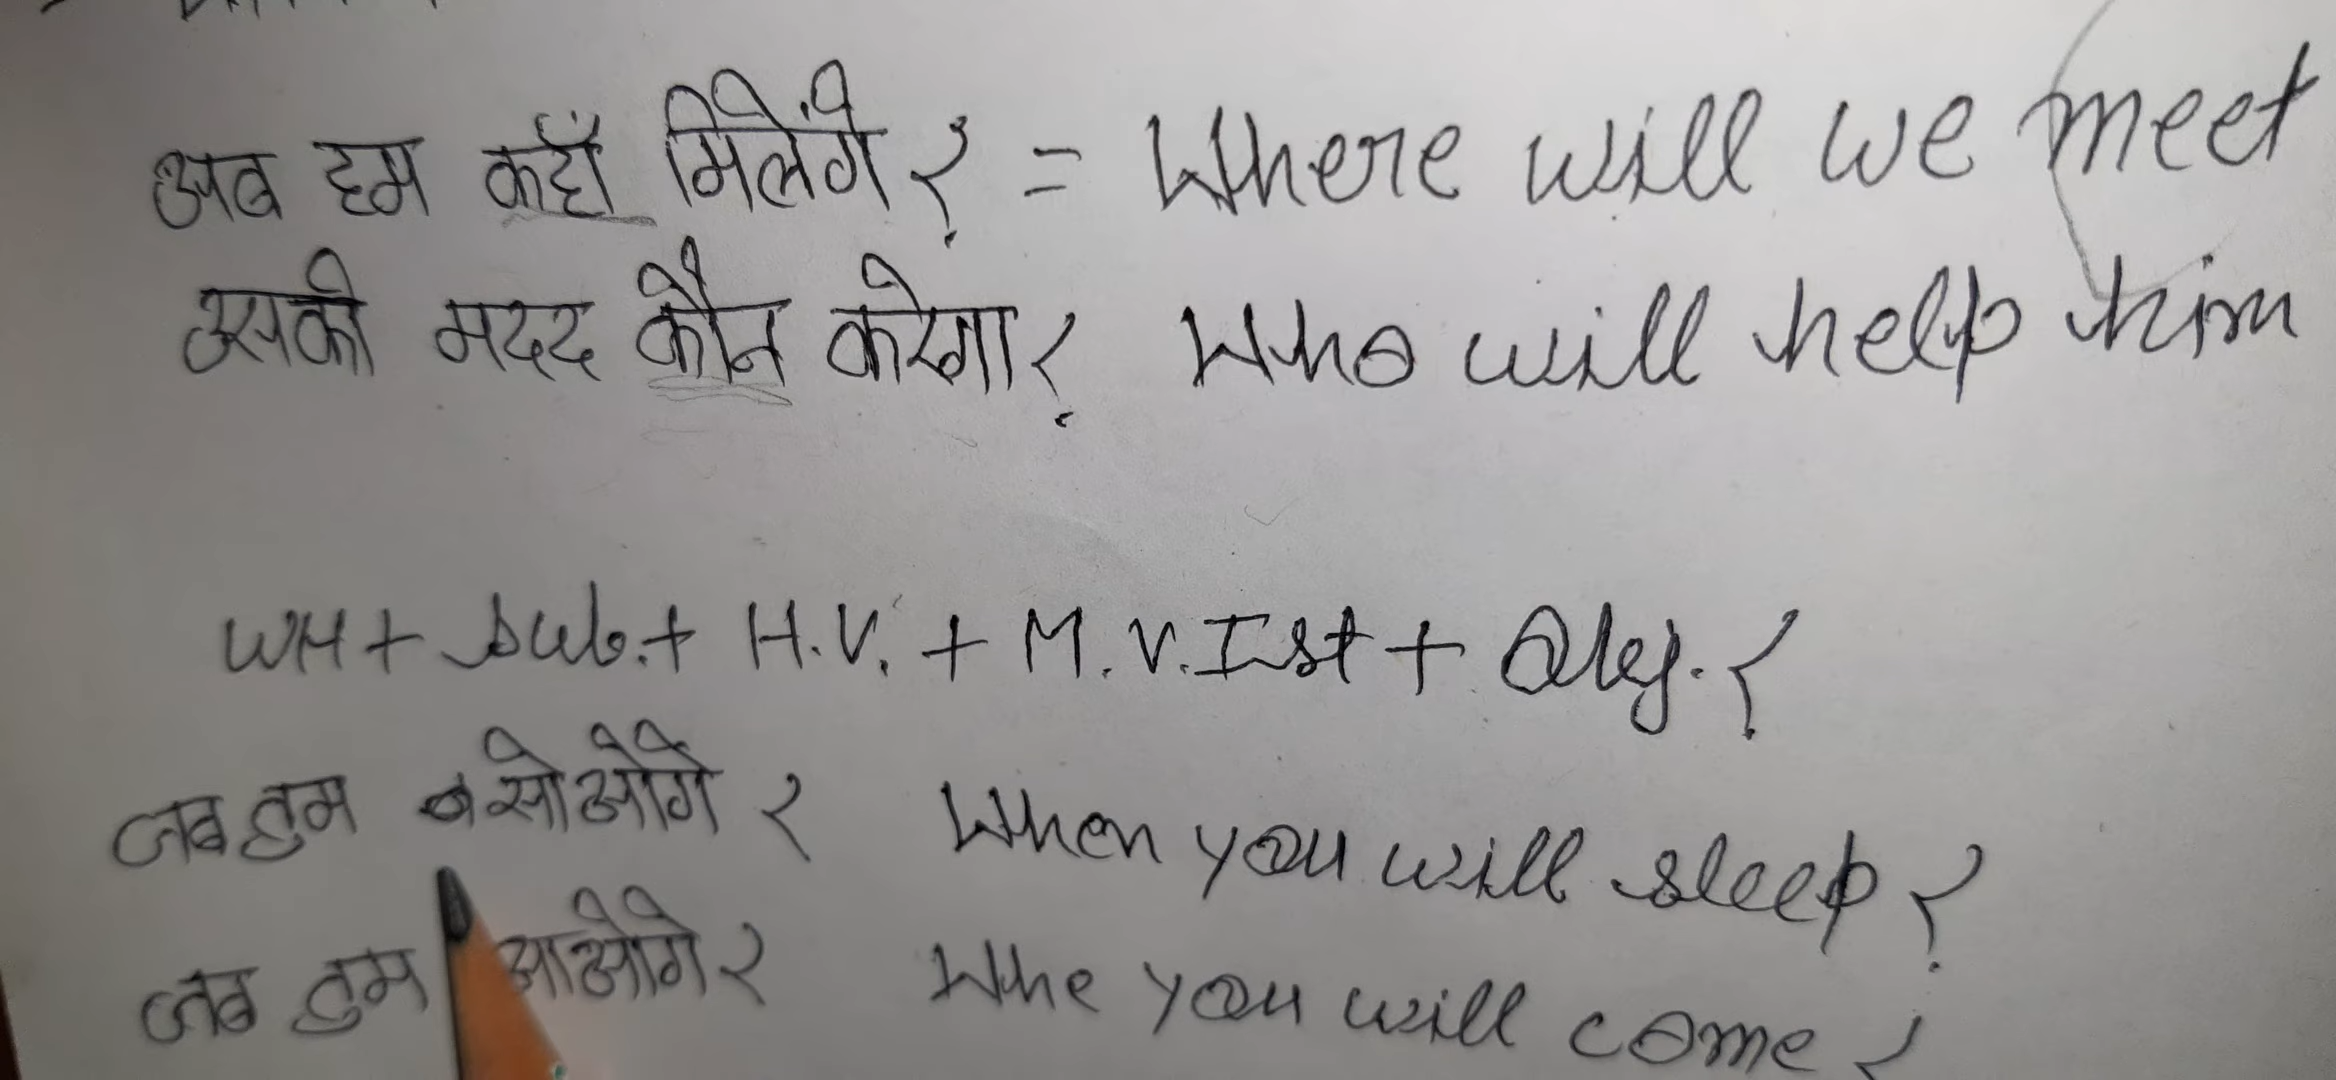 अब हम कहाँ मिलेंगे ? = Where will we meet
उसकी मदद कौन करेगा ? Who will help him
WH + Sub. + H.V. + M.V.Ist + Obj. ?
जब तुम सोओगे ? When you will sleep ?
जब तुम आओगे ? Whe you will come ?